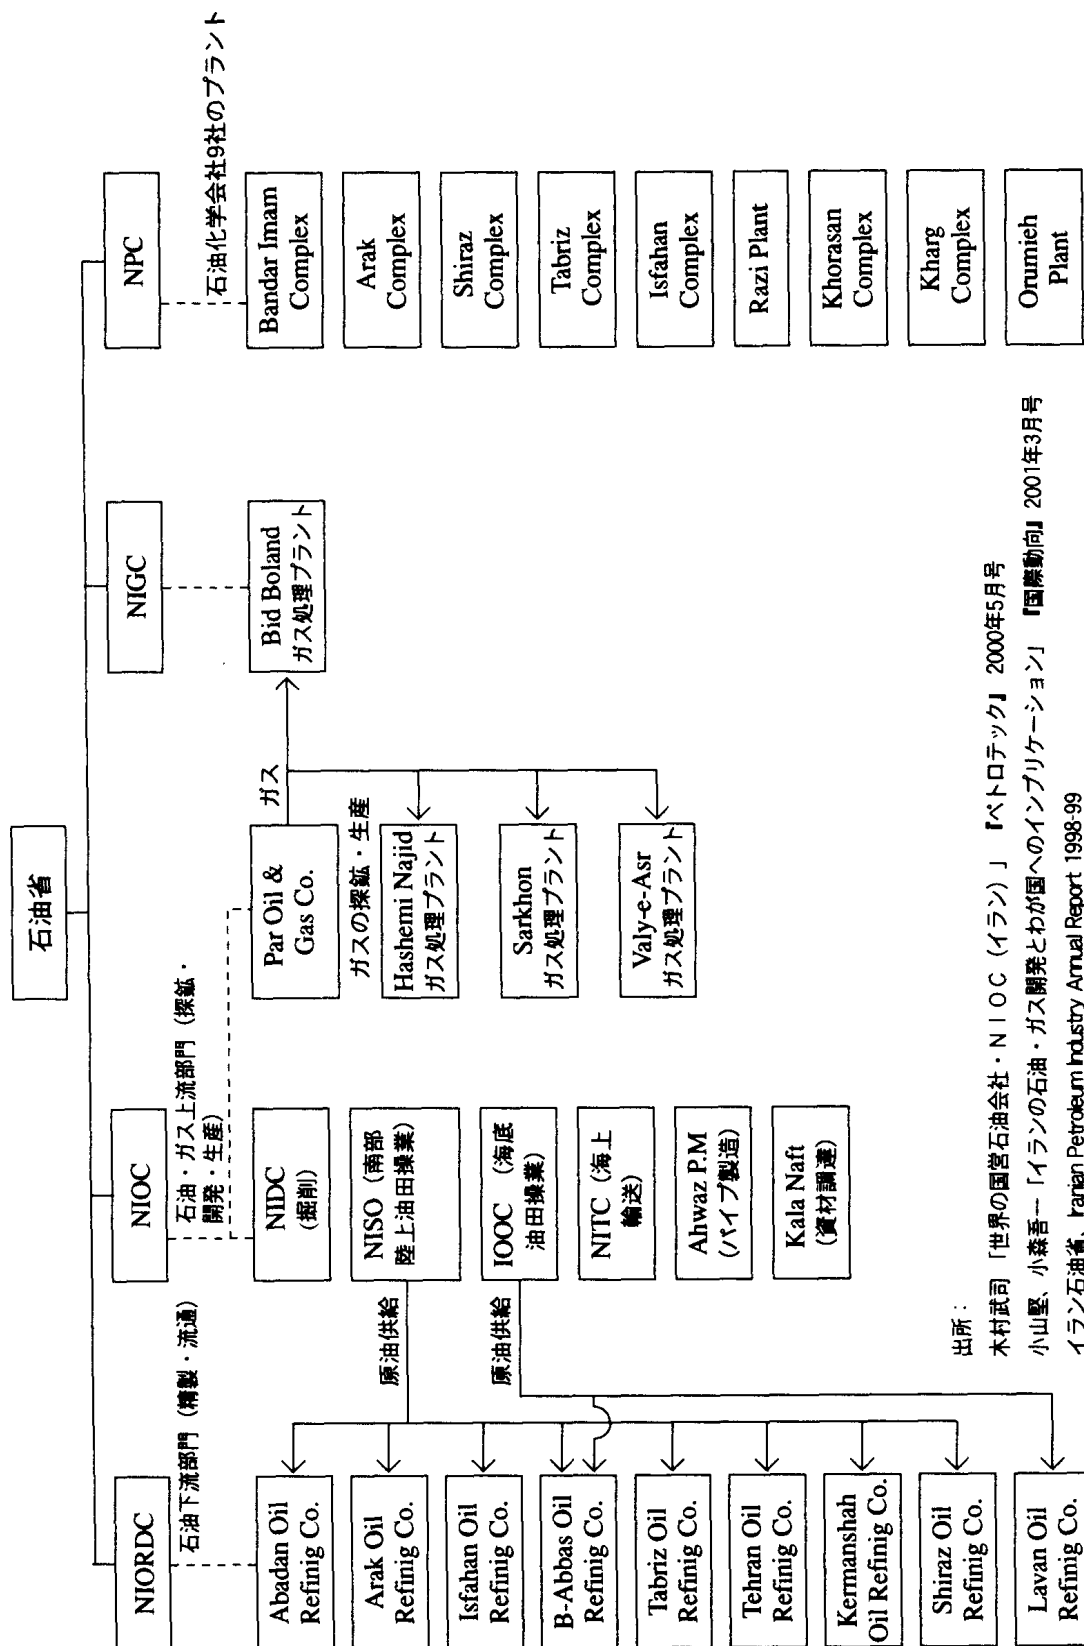 石油省
NIORDC
NIOC
NIGC
NPC
石油下流部門（精製・流通）
石油・ガス上流部門（探鉱・
開発・生産）
石油化学会社9社のプラント
Abadan Oil
Refinig Co.
Arak Oil
Refinig Co.
Isfahan Oil
Refinig Co.
B-Abbas Oil
Refinig Co.
Tabriz Oil
Refinig Co.
Tehran Oil
Refinig Co.
Kermanshah
Oil Refinig Co.
Shiraz Oil
Refinig Co.
Lavan Oil
Refinig Co.
原油供給
原油供給
NIDC
（掘削）
NISO（南部
陸上油田操業）
IOOC （海底
油田操業）
NITC（海上
輸送）
Ahwaz P.M
（パイプ製造）
Kala Naft
（資材調達）
Par Oil &
Gas Co.
ガス
ガスの探鉱・生産
Hashemi Najid
ガス処理プラント
Sarkhon
ガス処理プラント
Valy-e-Asr
ガス処理プラント
Bid Boland
ガス処理プラント
Bandar Imam
Complex
Arak
Complex
Shiraz
Complex
Tabriz
Complex
Isfahan
Complex
Razi Plant
Khorasan
Complex
Kharg
Complex
Orumieh
Plant
出所：
木村武司「世界の国営石油会社・NIOC（イラン）」『ペトロテック』2000年5月号
小山堅、小森吾一「イランの石油・ガス開発とわが国へのインプリケーション」『国際動向』2001年3月号
イラン石油省、Iranian Petroleum Industry Annual Report 1998-99